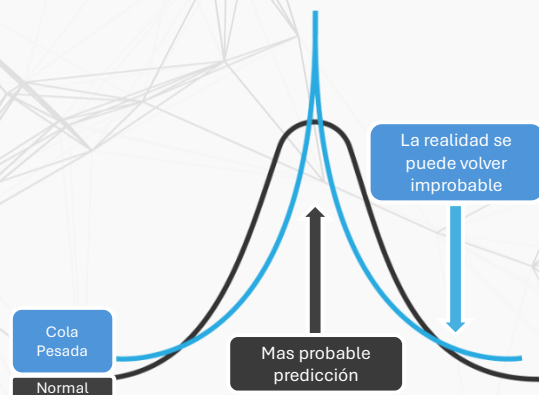 La realidad se
puede volver
improbable
Cola
Pesada
Mas probable
predicción
Normal